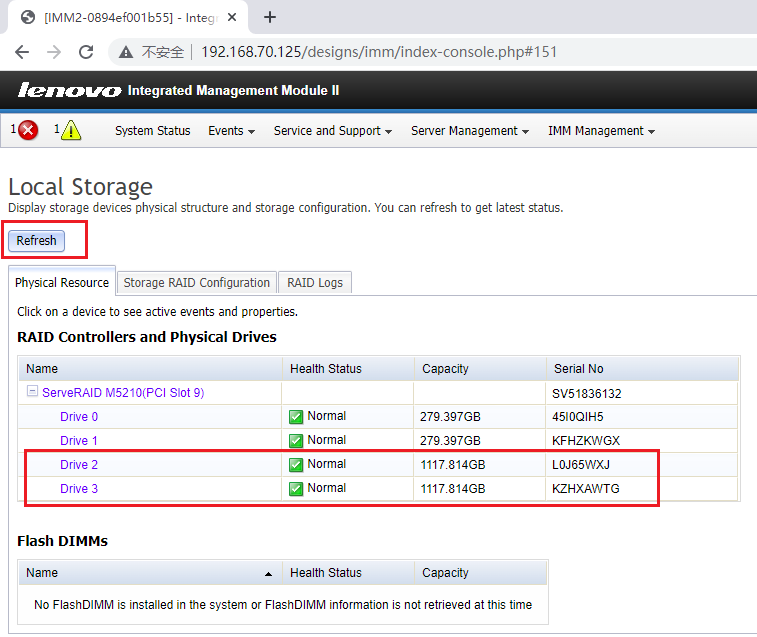 [IMM2-0894ef001b55] - Integr
不安全 192.168.70.125/designs/imm/index-console.php#151
lenovo Integrated Management Module II
1 1 System Status Events Service and Support Server Management IMM Management
Local Storage
Display storage devices physical structure and storage configuration. You can refresh to get latest status.
Refresh
Physical Resource Storage RAID Configuration RAID Logs
Click on a device to see active events and properties.
RAID Controllers and Physical Drives
Name Health Status Capacity Serial No
ServeRAID M5210(PCI Slot 9) SV51836132
Drive 0 Normal 279.397GB 45I0QIH5
Drive 1 Normal 279.397GB KFHZKWGX
Drive 2 Normal 1117.814GB L0J65WXJ
Drive 3 Normal 1117.814GB KZHXAWTG
Flash DIMMs
Name Health Status Capacity
No FlashDIMM is installed in the system or FlashDIMM information is not retrieved at this time